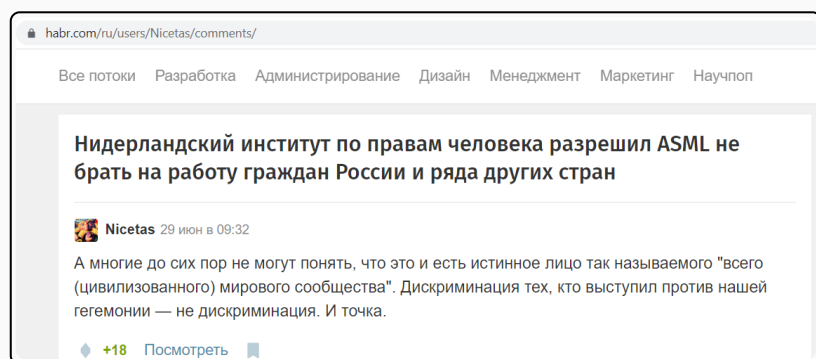 habr.com/ru/users/Nicetas/comments/
Все потоки Разработка Администрирование Дизайн Менеджмент Маркетинг Научпоп
Нидерландский институт по правам человека разрешил ASML не
брать на работу граждан России и ряда других стран
Nicetas 29 июн в 09:32
А многие до сих пор не могут понять, что это и есть истинное лицо так называемого "всего
(цивилизованного) мирового сообщества". Дискриминация тех, кто выступил против нашей
гегемонии — не дискриминация. И точка.
+18 Посмотреть